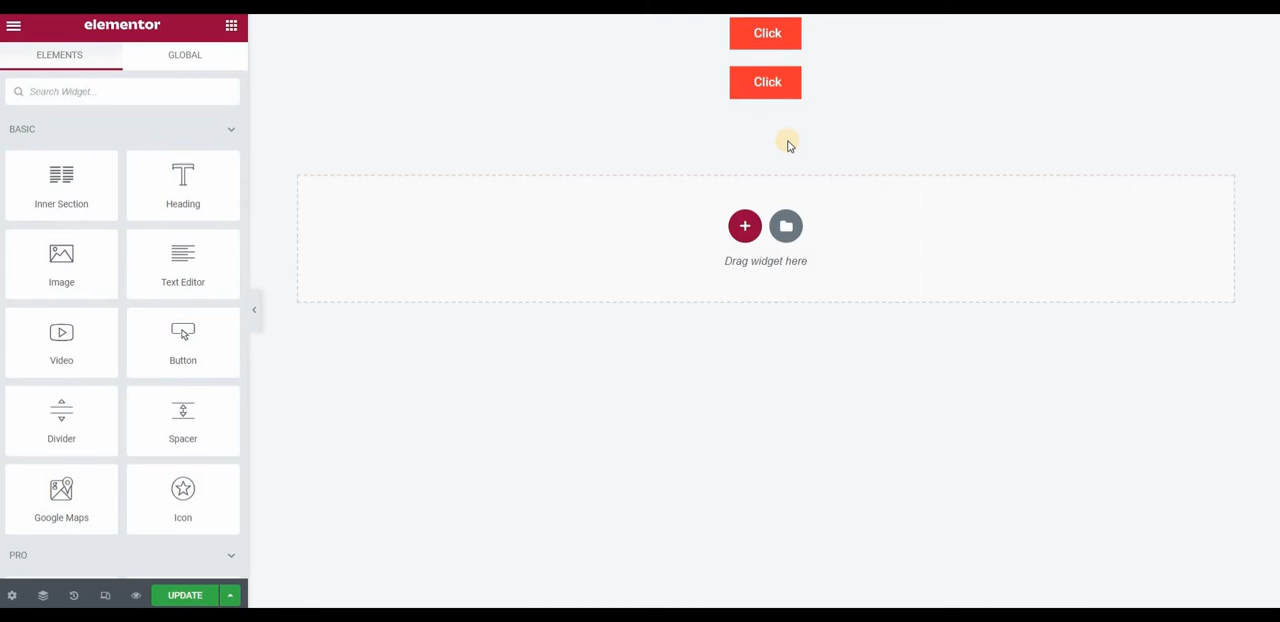 elementor
ELEMENTS GLOBAL
Search Widget...
BASIC
Inner Section Heading
Image Text Editor
Video Button
Divider Spacer
Google Maps Icon
PRO
UPDATE
Click
Click
Drag widget here